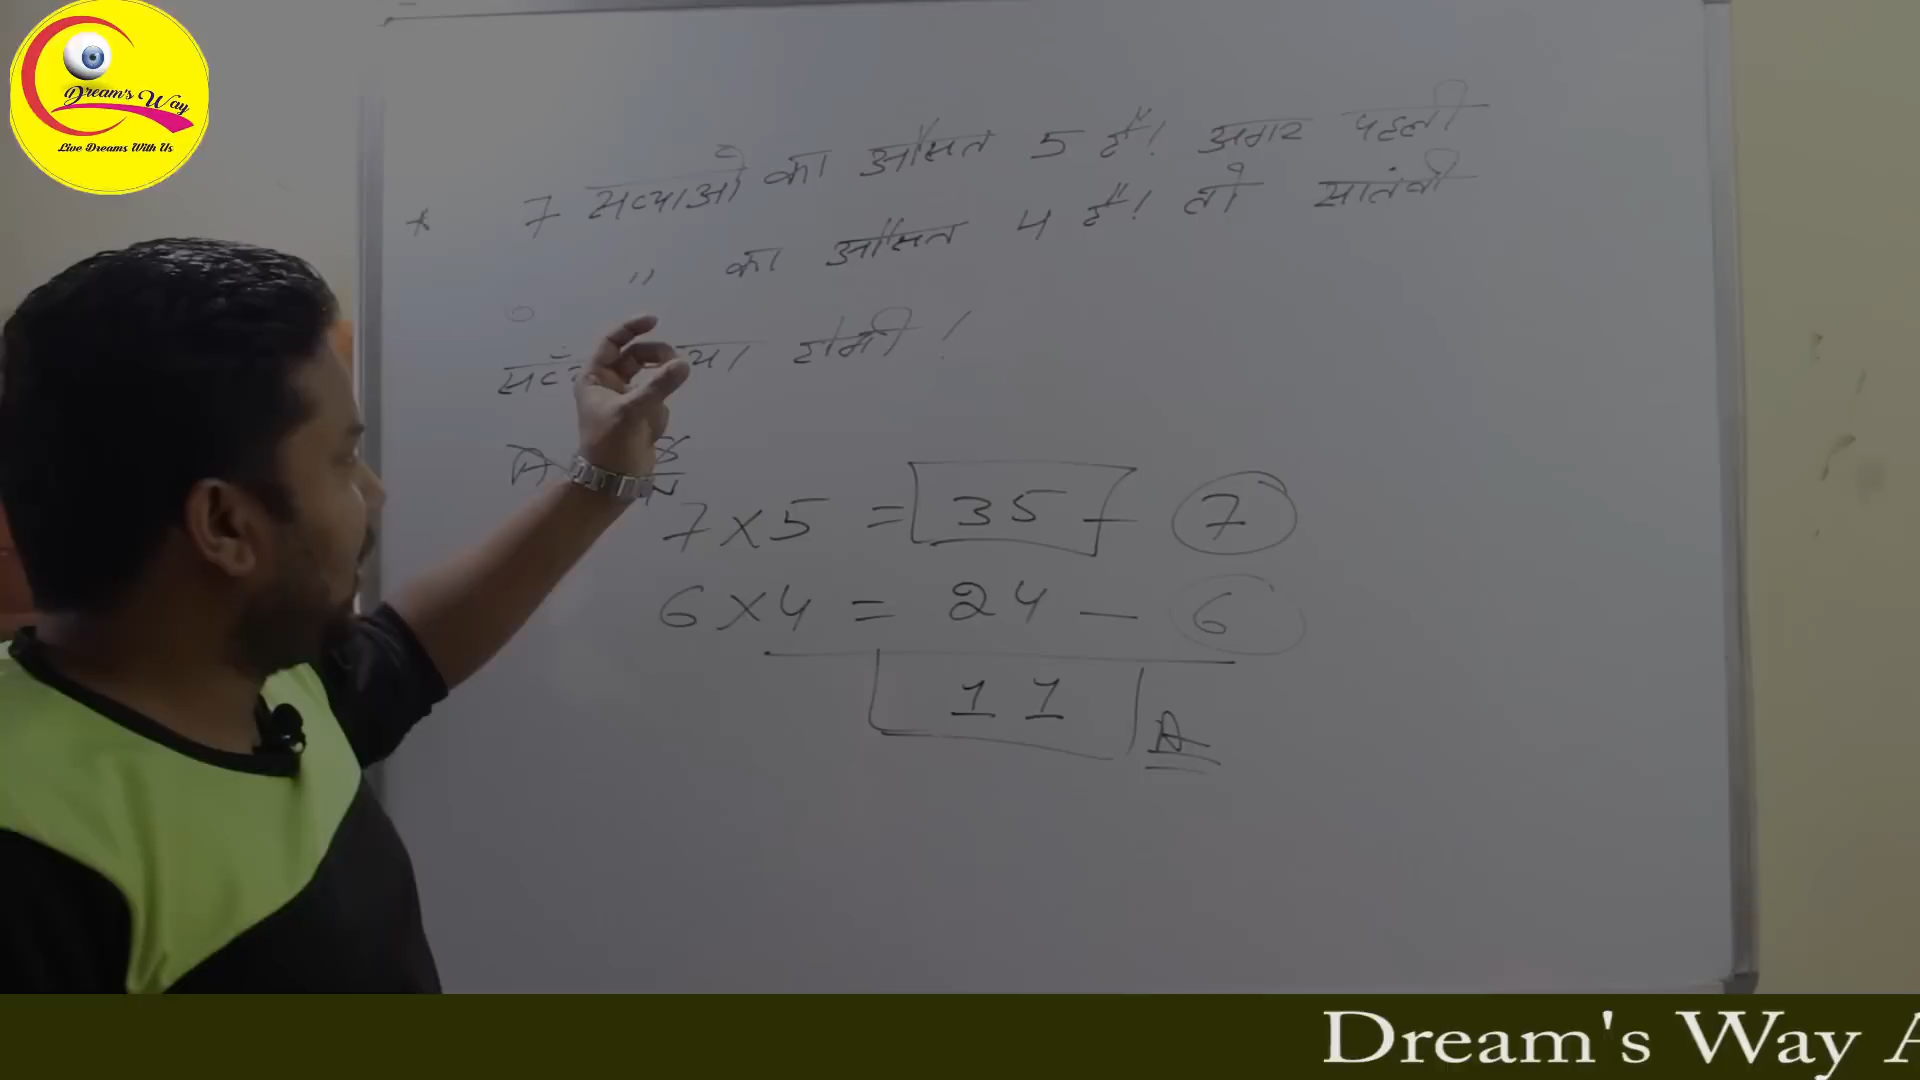 Dream's Way
Live Dreams With Us
* 7 संख्याओ का औसत 5 है! अगर पहली
6 " का औसत 4 है! तो सातंवी
होगी!
7 × 5 = 35 - 7
6 × 4 = 24 - 6
11 A
Dream's Way A